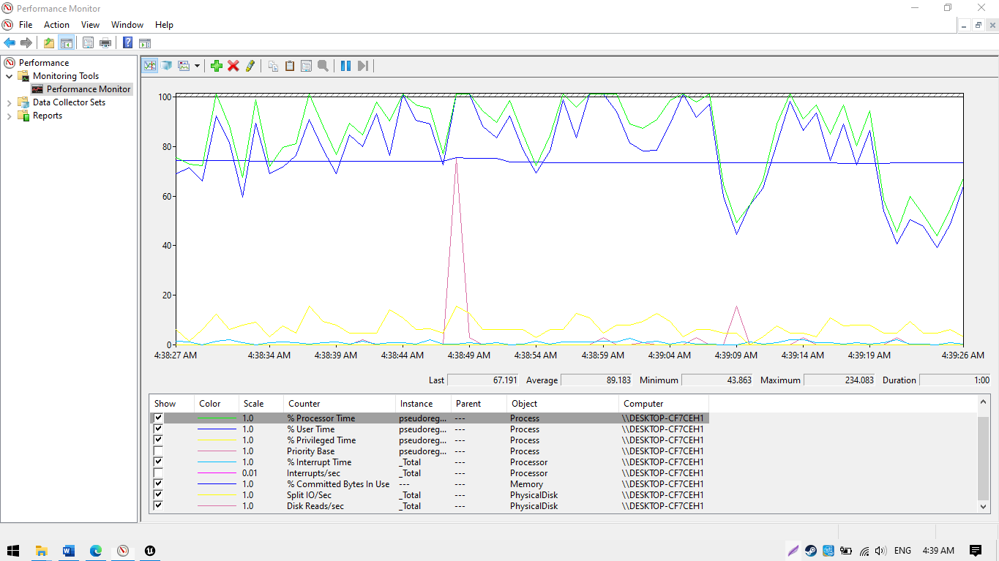 Performance Monitor
File Action View Window Help
Performance
Monitoring Tools
Performance Monitor
Data Collector Sets
Reports
100
80
60
40
20
0
4:38:27 AM 4:38:34 AM 4:38:39 AM 4:38:44 AM 4:38:49 AM 4:38:54 AM 4:38:59 AM 4:39:04 AM 4:39:09 AM 4:39:14 AM 4:39:19 AM 4:39:26 AM
Last 67.191 Average 89.183 Minimum 43.863 Maximum 234.083 Duration 1:00
Show Color Scale Counter Instance Parent Object Computer
1.0 % Processor Time pseudoreg... --- Process \\DESKTOP-CF7CEH1
1.0 % User Time pseudoreg... --- Process \\DESKTOP-CF7CEH1
1.0 % Privileged Time pseudoreg... --- Process \\DESKTOP-CF7CEH1
1.0 Priority Base pseudoreg... --- Process \\DESKTOP-CF7CEH1
1.0 % Interrupt Time _Total --- Processor \\DESKTOP-CF7CEH1
0.01 Interrupts/sec _Total --- Processor \\DESKTOP-CF7CEH1
1.0 % Committed Bytes In Use --- --- Memory \\DESKTOP-CF7CEH1
1.0 Split IO/Sec _Total --- PhysicalDisk \\DESKTOP-CF7CEH1
1.0 Disk Reads/sec _Total --- PhysicalDisk \\DESKTOP-CF7CEH1
ENG 4:39 AM